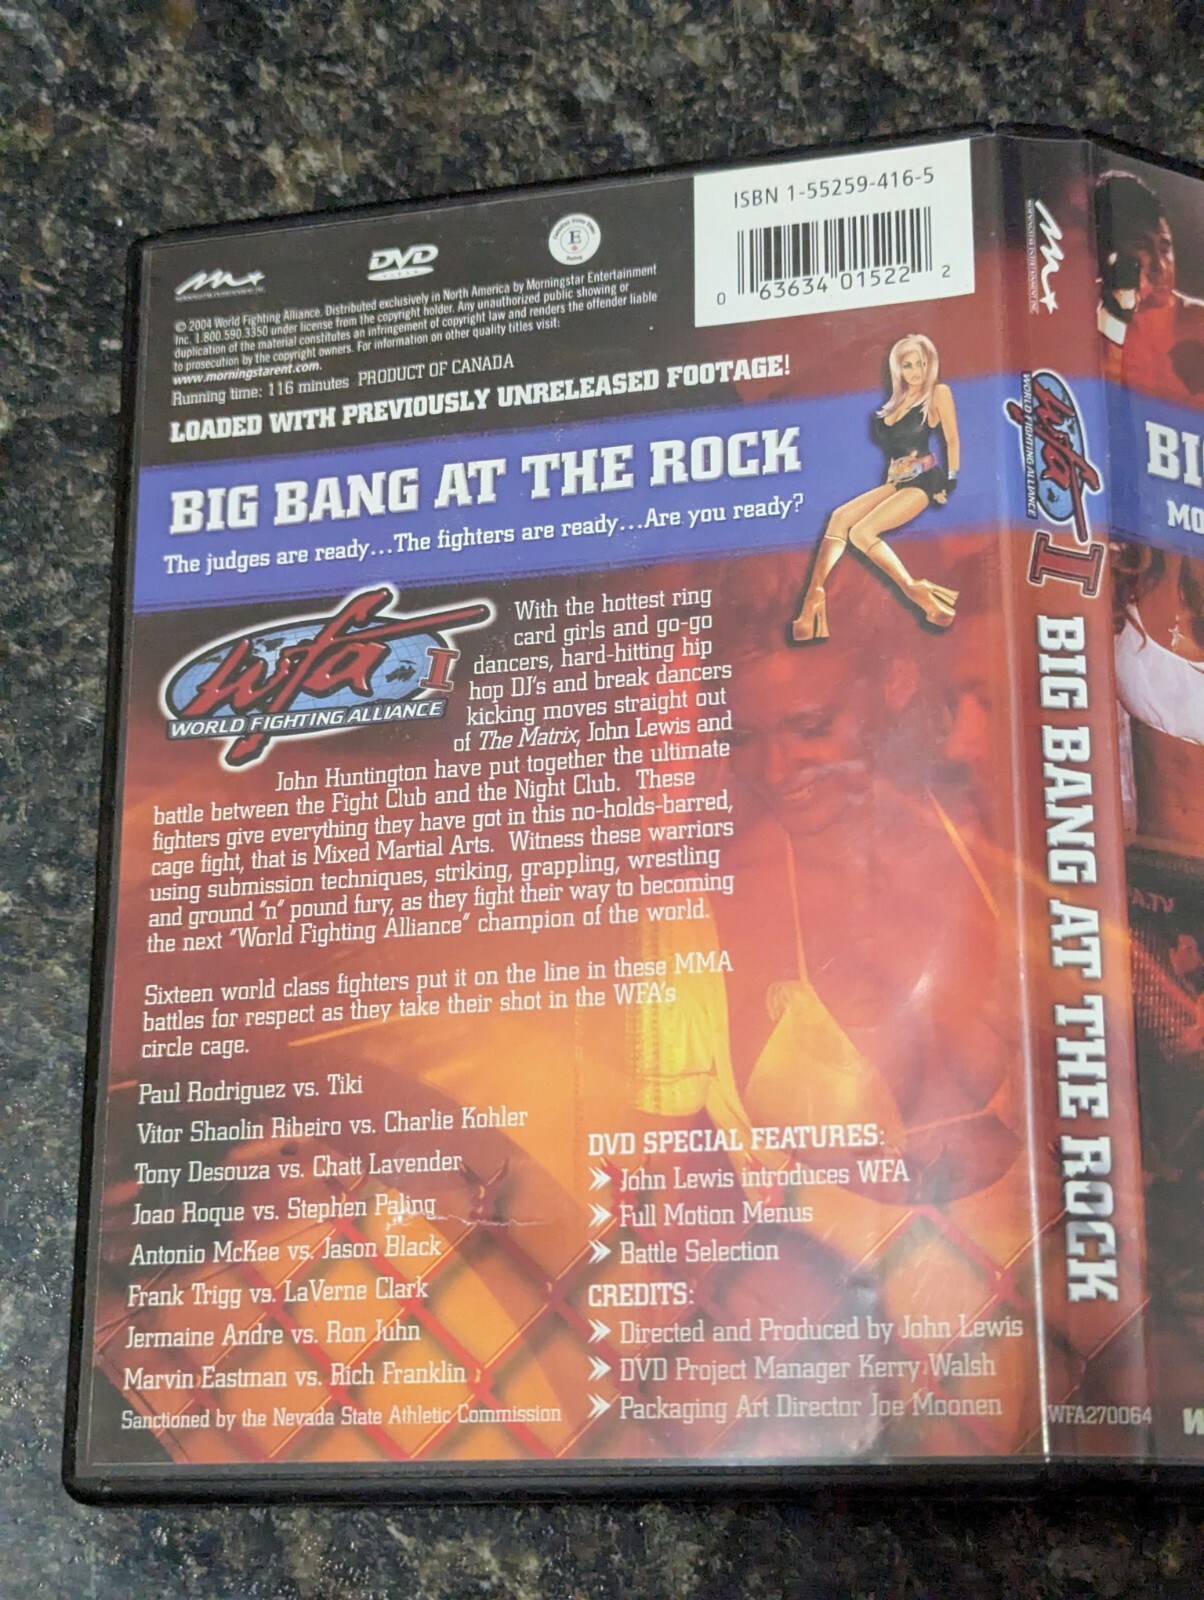 ISBN 1-55259-416-5
0 63634 01522 2
DVD
VIDEO
E
© 2004 World Fighting Alliance. Distributed exclusively in North America by Morningstar Entertainment
Inc. 1.800.590.3350 under license from the copyright holder. Any unauthorized public showing or
duplication of the material constitutes an infringement of copyright law and renders the offender liable
to prosecution by the copyright owners. For information on other quality titles visit:
www.morningstarent.com.
Running time: 116 minutes PRODUCT OF CANADA
LOADED WITH PREVIOUSLY UNRELEASED FOOTAGE!
BIG BANG AT THE ROCK
The judges are ready...The fighters are ready...Are you ready?
wfa I
WORLD FIGHTING ALLIANCE
With the hottest ring
card girls and go-go
dancers, hard-hitting hip
hop DJ's and break dancers
kicking moves straight out
of The Matrix, John Lewis and
John Huntington have put together the ultimate
battle between the Fight Club and the Night Club. These
fighters give everything they have got in this no-holds-barred,
cage fight, that is Mixed Martial Arts. Witness these warriors
using submission techniques, striking, grappling, wrestling
and ground "n" pound fury, as they fight their way to becoming
the next "World Fighting Alliance" champion of the world.
Sixteen world class fighters put it on the line in these MMA
battles for respect as they take their shot in the WFA's
circle cage.
Paul Rodriguez vs. Tiki
Vitor Shaolin Ribeiro vs. Charlie Kohler
Tony Desouza vs. Chatt Lavender
Joao Roque vs. Stephen Paling
Antonio McKee vs. Jason Black
Frank Trigg vs. LaVerne Clark
Jermaine Andre vs. Ron Juhn
Marvin Eastman vs. Rich Franklin
Sanctioned by the Nevada State Athletic Commission
DVD SPECIAL FEATURES:
John Lewis introduces WFA
Full Motion Menus
Battle Selection
CREDITS:
Directed and Produced by John Lewis
DVD Project Manager Kerry Walsh
Packaging Art Director Joe Moonen
wfa
WORLD FIGHTING ALLIANCE
I BIG BANG AT THE ROCK
WFA270064
BI
MO
A.TV
W